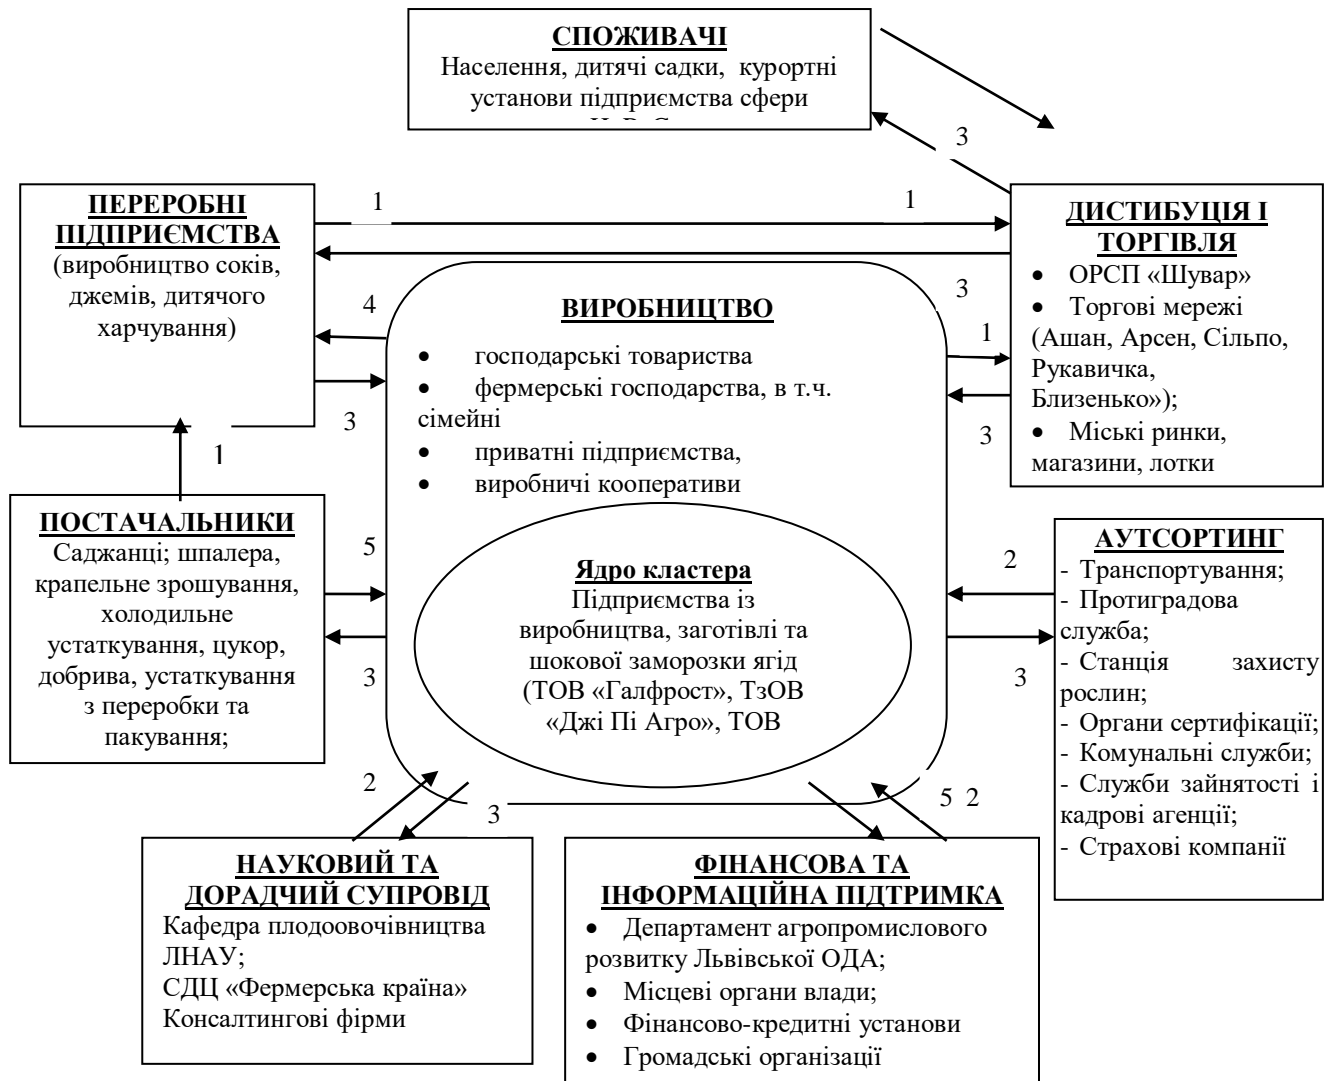 СПОЖИВАЧІ
Населення, дитячі садки, курортні
установи підприємства сфери
3
ПЕРЕРОБНІ
ПІДПРИЄМСТВА
(виробництво соків,
джемів, дитячого
харчування)
1
1
ДИСТИБУЦІЯ І
ТОРГІВЛЯ
• ОРСП «Шувар»
• Торгові мережі
(Ашан, Арсен, Сільпо,
Рукавичка,
Близенько»);
• Міські ринки,
магазини, лотки
4
3
3
1
3
1
ВИРОБНИЦТВО
• господарські товариства
• фермерські господарства, в т.ч.
сімейні
• приватні підприємства,
• виробничі кооперативи
Ядро кластера
Підприємства із
виробництва, заготівлі та
шокової заморозки ягід
(ТОВ «Галфрост», ТзОВ
«Джі Пі Агро», ТОВ
ПОСТАЧАЛЬНИКИ
Саджанці; шпалера,
крапельне зрошування,
холодильне
устаткування, цукор,
добрива, устаткування
з переробки та
пакування;
5
3
2
3
АУТСОРТИНГ
- Транспортування;
- Протиградова
служба;
- Станція захисту
рослин;
- Органи сертифікації;
- Комунальні служби;
- Служби зайнятості і
кадрові агенції;
- Страхові компанії
2
3
5 2
НАУКОВИЙ ТА
ДОРАДЧИЙ СУПРОВІД
Кафедра плодоовочівництва
ЛНАУ;
СДЦ «Фермерська країна»
Консалтингові фірми
ФІНАНСОВА ТА
ІНФОРМАЦІЙНА ПІДТРИМКА
• Департамент агропромислового
розвитку Львівської ОДА;
• Місцеві органи влади;
• Фінансово-кредитні установи
• Громадські організації